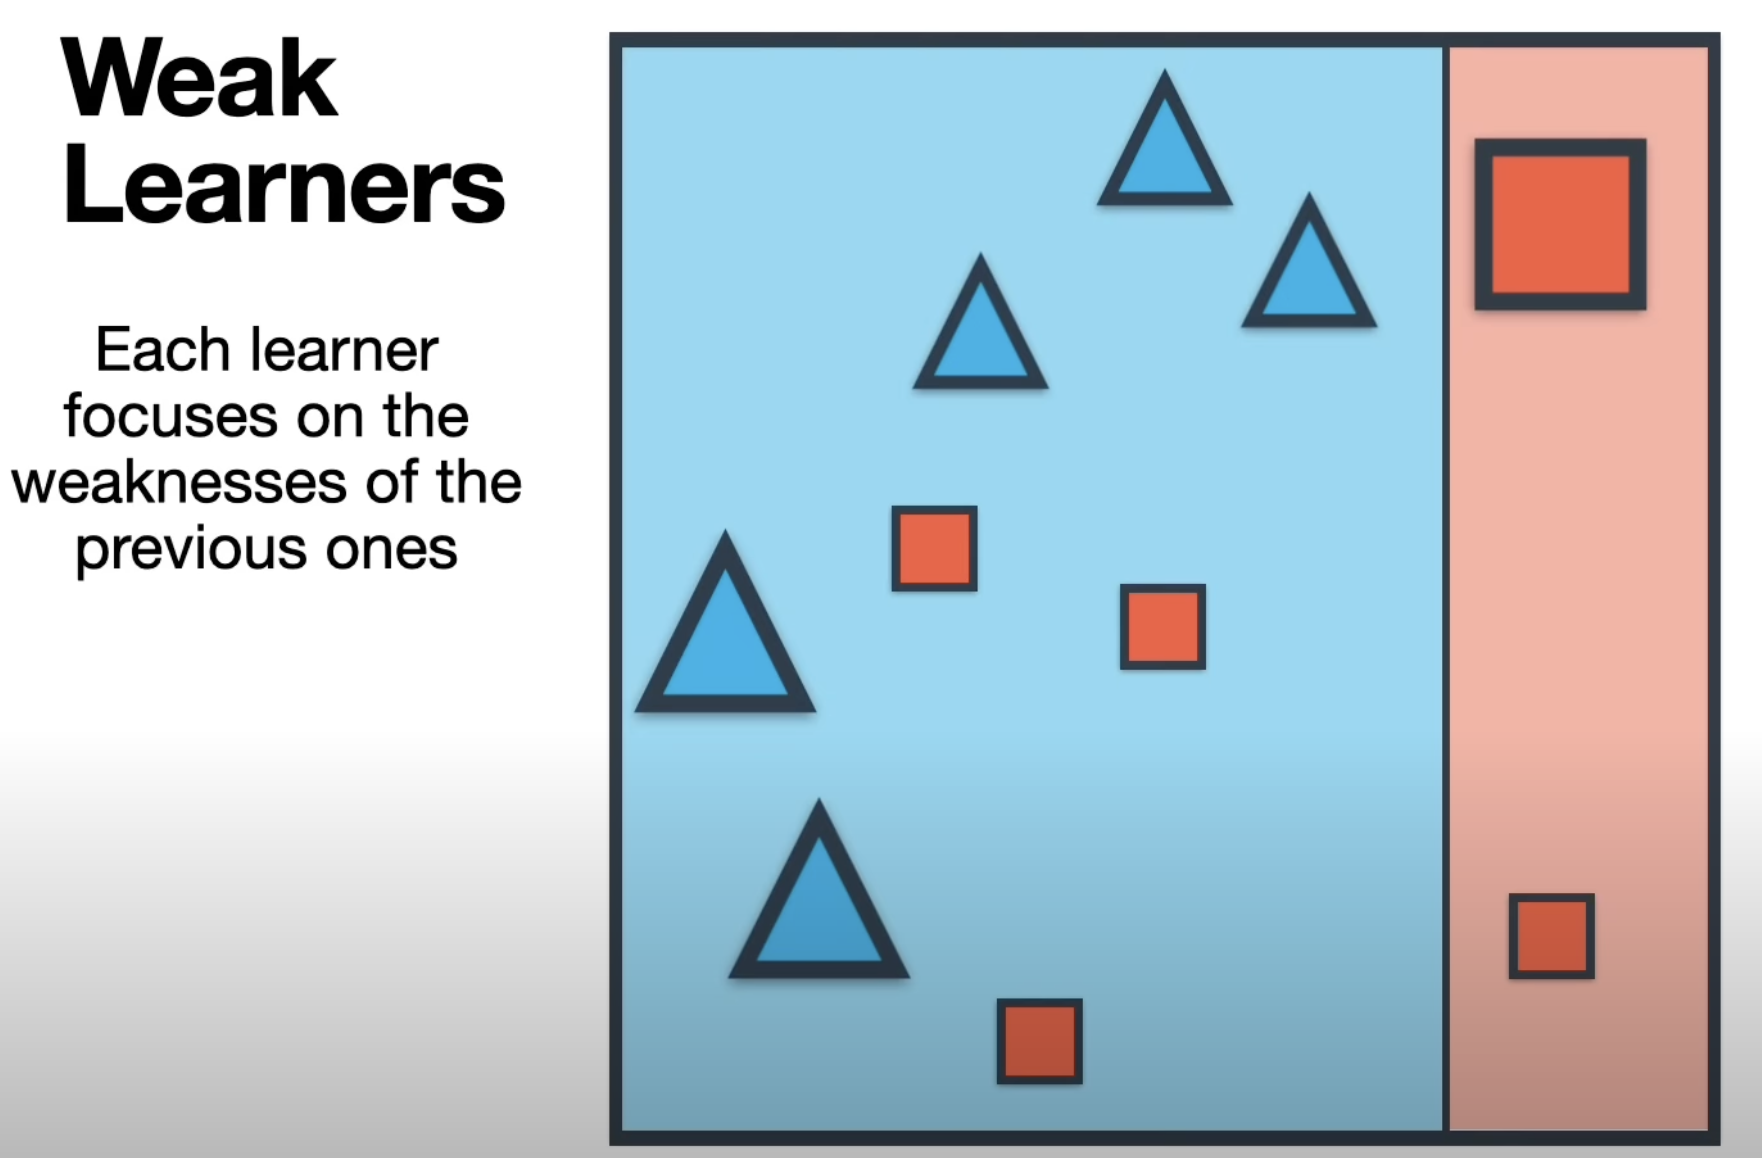 Weak
Learners
Each learner
focuses on the
weaknesses of the
previous ones